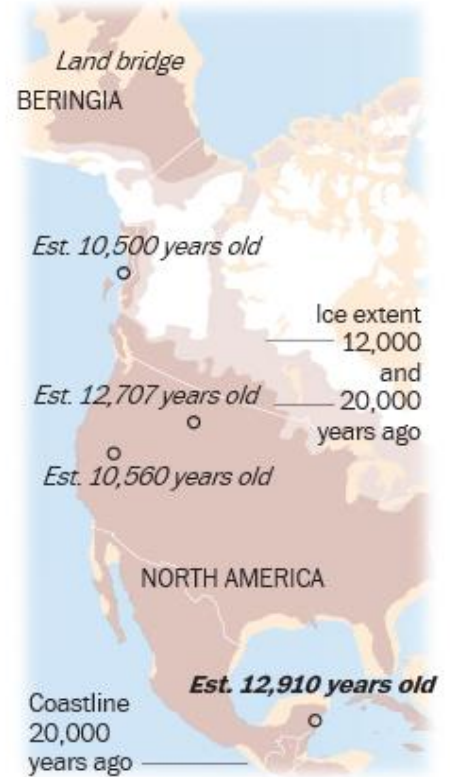 Land bridge
BERINGIA
Est. 10,500 years old
Ice extent
12,000
and
20,000
years ago
Est. 12,707 years old
Est. 10,560 years old
NORTH AMERICA
Est. 12,910 years old
Coastline
20,000
years ago